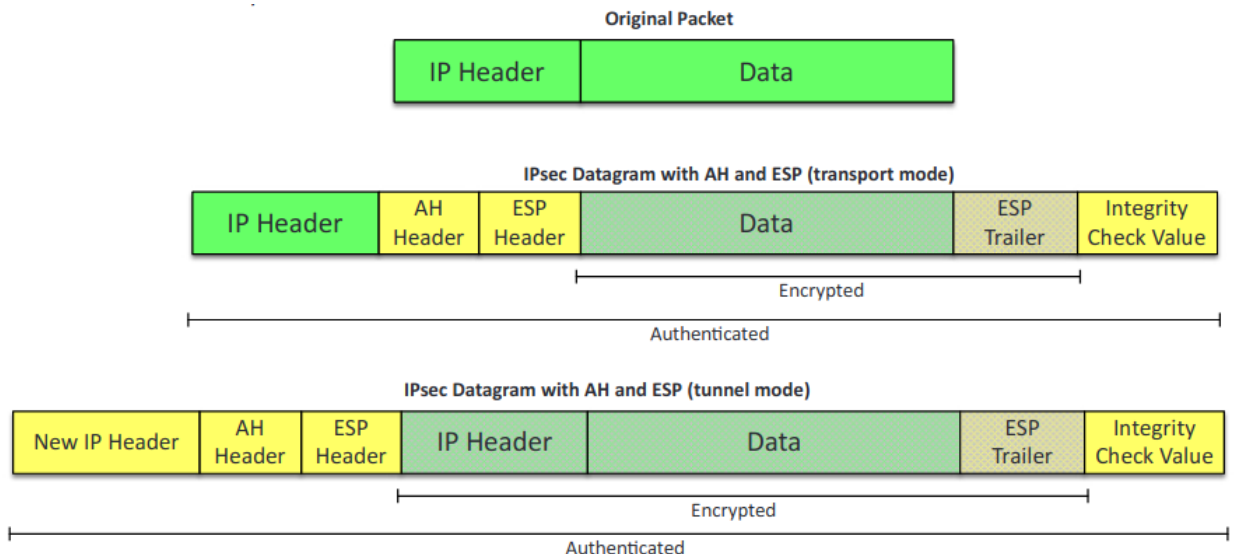 Original Packet
IP Header Data
IPsec Datagram with AH and ESP (transport mode)
IP Header AH Header ESP Header Data ESP Trailer Integrity Check Value
Encrypted
Authenticated
IPsec Datagram with AH and ESP (tunnel mode)
New IP Header AH Header ESP Header IP Header Data ESP Trailer Integrity Check Value
Encrypted
Authenticated